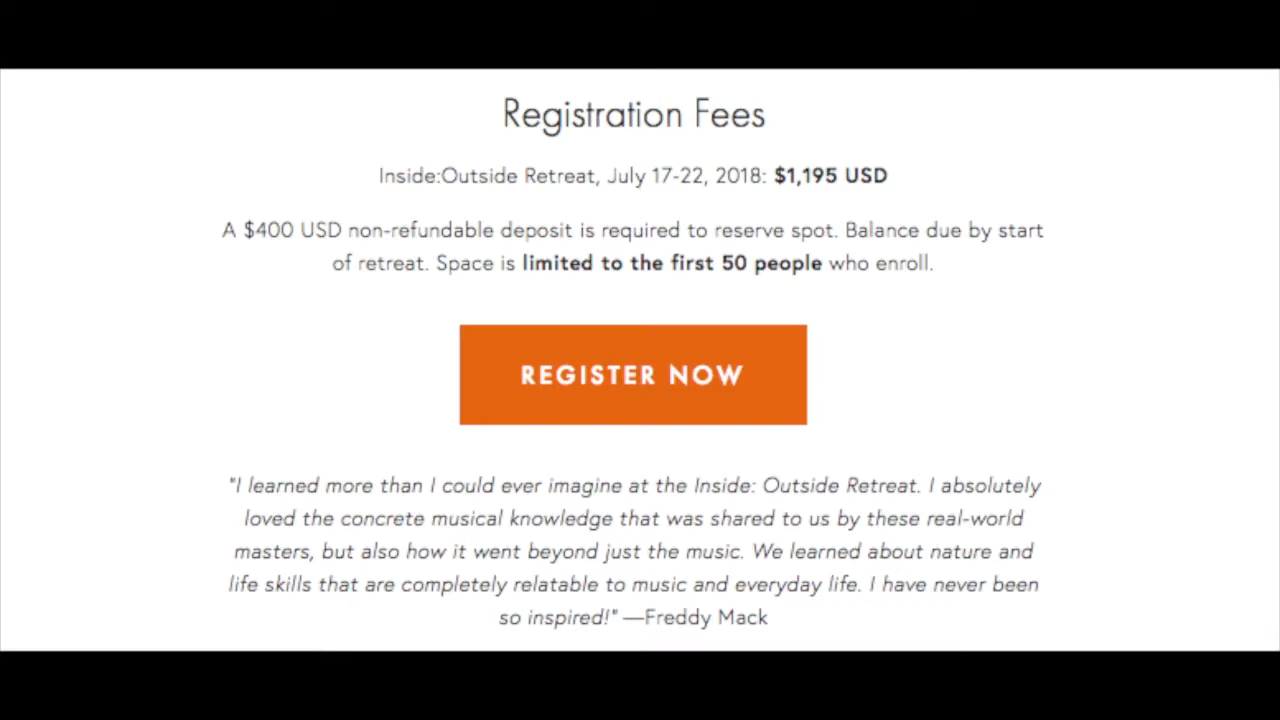 Registration Fees
Inside:Outside Retreat, July 17-22, 2018: $1,195 USD
A $400 USD non-refundable deposit is required to reserve spot. Balance due by start
of retreat. Space is limited to the first 50 people who enroll.
REGISTER NOW
"I learned more than I could ever imagine at the Inside: Outside Retreat. I absolutely
loved the concrete musical knowledge that was shared to us by these real-world
masters, but also how it went beyond just the music. We learned about nature and
life skills that are completely relatable to music and everyday life. I have never been
so inspired!" —Freddy Mack